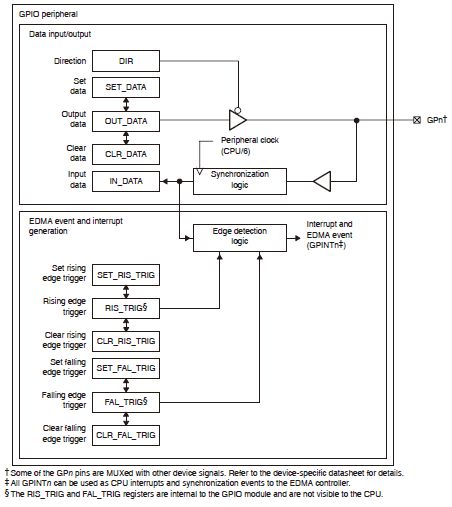 GPIO peripheral
Data input/output
Direction
DIR
Set
data
SET_DATA
Output
data
OUT_DATA
GPn†
Clear
data
CLR_DATA
Peripheral clock
(CPU/6)
Input
data
IN_DATA
Synchronization
logic
EDMA event and interrupt
generation
Edge detection
logic
Interrupt and
EDMA event
(GPINTn‡)
Set rising
edge trigger
SET_RIS_TRIG
Rising edge
trigger
RIS_TRIG§
Clear rising
edge trigger
CLR_RIS_TRIG
Set falling
edge trigger
SET_FAL_TRIG
Falling edge
trigger
FAL_TRIG§
Clear falling
edge trigger
CLR_FAL_TRIG
† Some of the GPn pins are MUXed with other device signals. Refer to the device-specific datasheet for details.
‡ All GPINTn can be used as CPU interrupts and synchronization events to the EDMA controller.
§ The RIS_TRIG and FAL_TRIG registers are internal to the GPIO module and are not visible to the CPU.